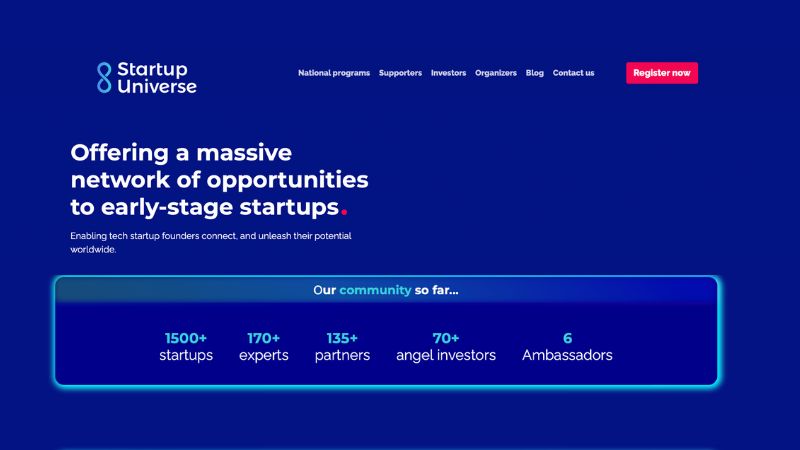 Startup
Universe
National programs Supporters Investors Organizers Blog Contact us
Register now
Offering a massive
network of opportunities
to early-stage startups.
Enabling tech startup founders connect, and unleash their potential
worldwide.
Our community so far...
1500+ 170+ 135+ 70+ 6
startups experts partners angel investors Ambassadors